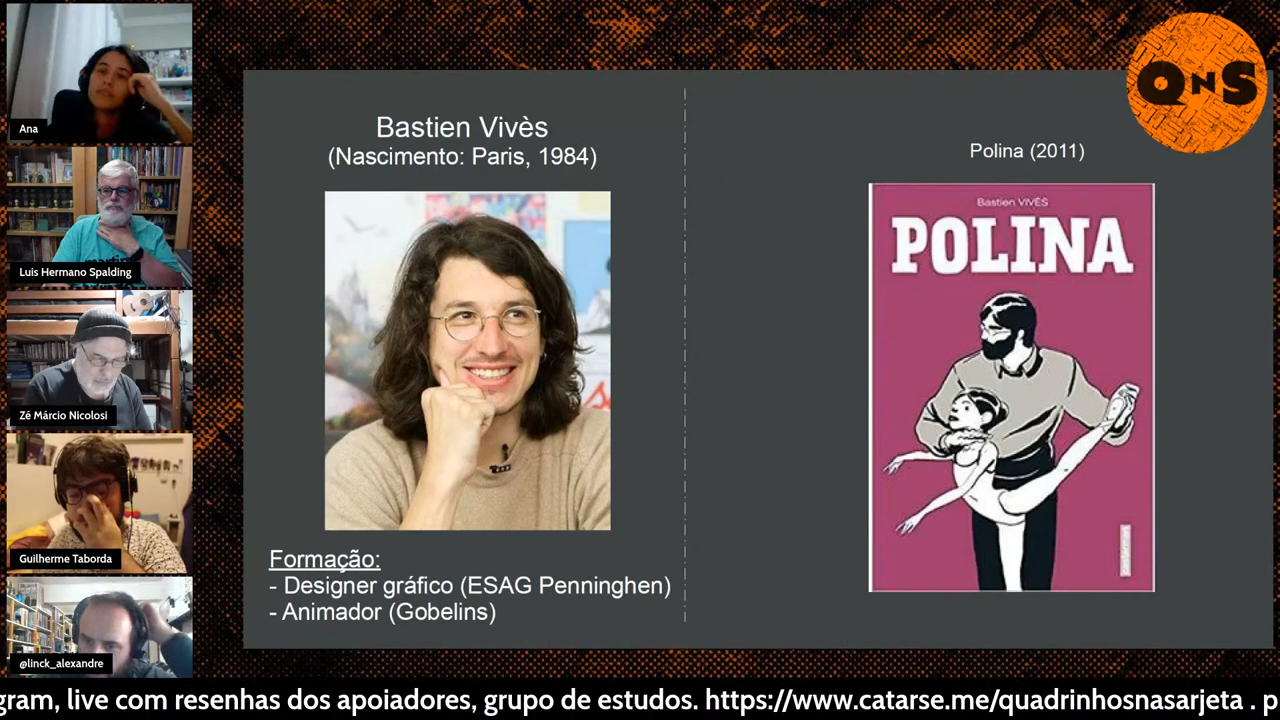 QNS
Ana
Luis Hermano Spalding
Zé Márcio Nicolosi
Guilherme Taborda
@linck_alexandre
Bastien Vivès
(Nascimento: Paris, 1984)
Formação:
- Designer gráfico (ESAG Penninghen)
- Animador (Gobelins)
Polina (2011)
Bastien VIVÈS
POLINA
gram, live com resenhas dos apoiadores, grupo de estudos. https://www.catarse.me/quadrinhosnasarjeta . p